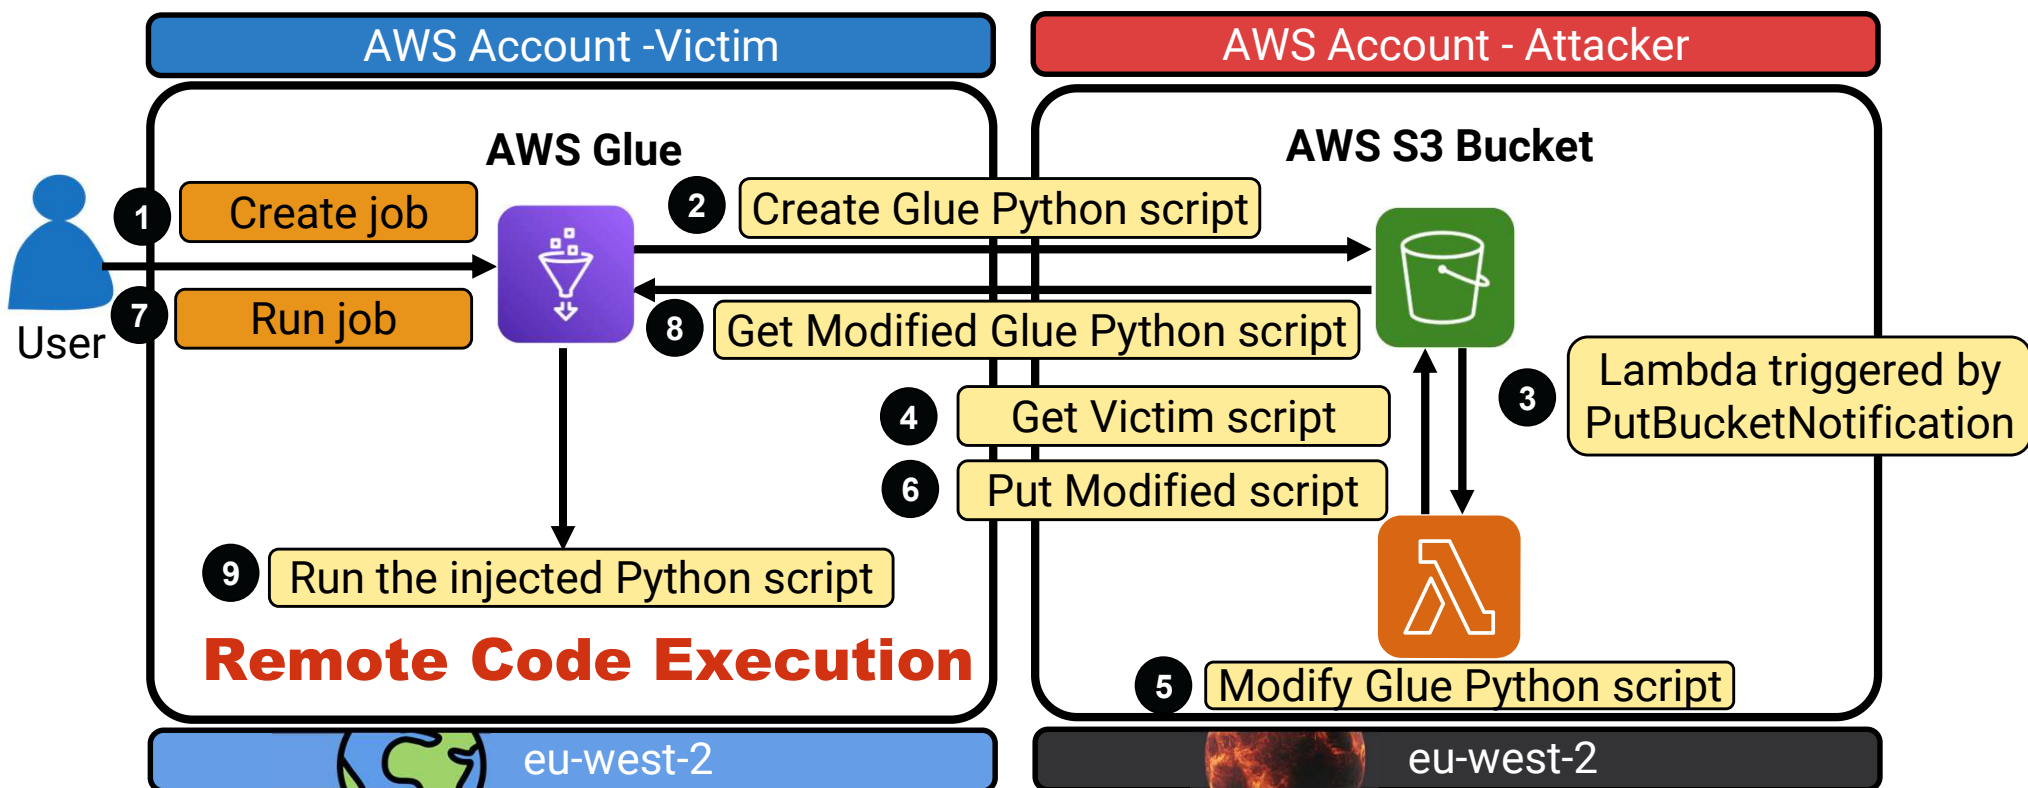 AWS Account -Victim
AWS Account - Attacker
AWS Glue
AWS S3 Bucket
1
Create job
2
Create Glue Python script
7
Run job
User
8
Get Modified Glue Python script
3
Lambda triggered by
PutBucketNotification
4
Get Victim script
6
Put Modified script
9
Run the injected Python script
Remote Code Execution
5
Modify Glue Python script
eu-west-2
eu-west-2